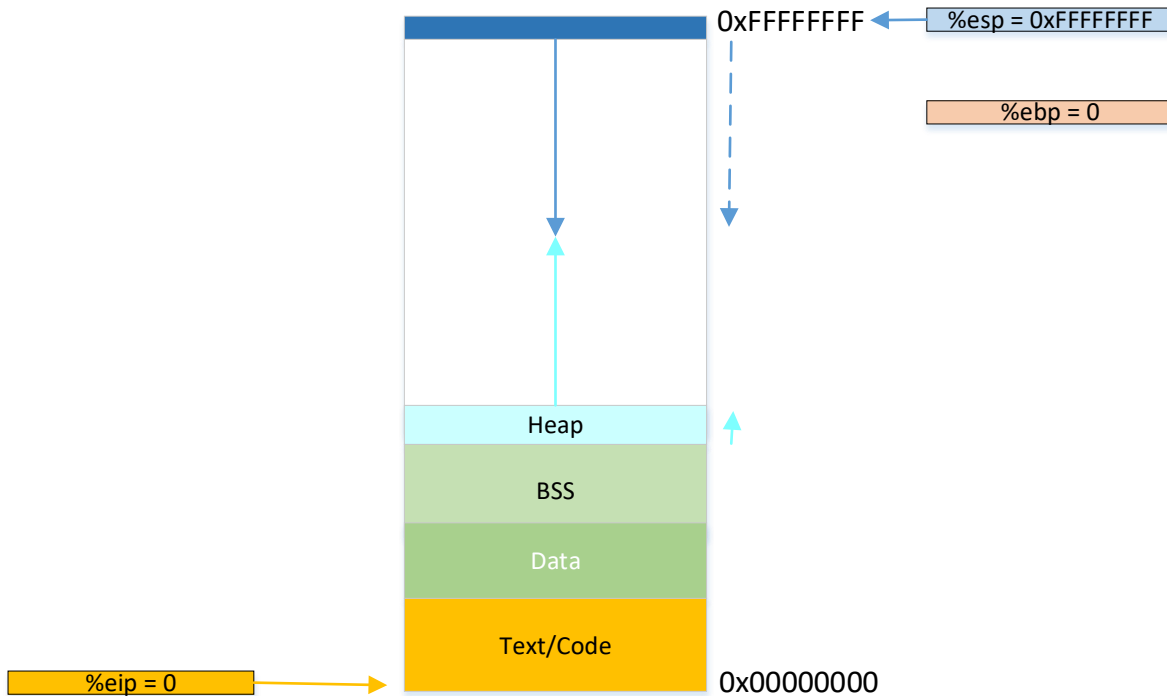 0xFFFFFFFF
%esp = 0xFFFFFFFF
%ebp = 0
Heap
BSS
Data
Text/Code
%eip = 0
0x00000000